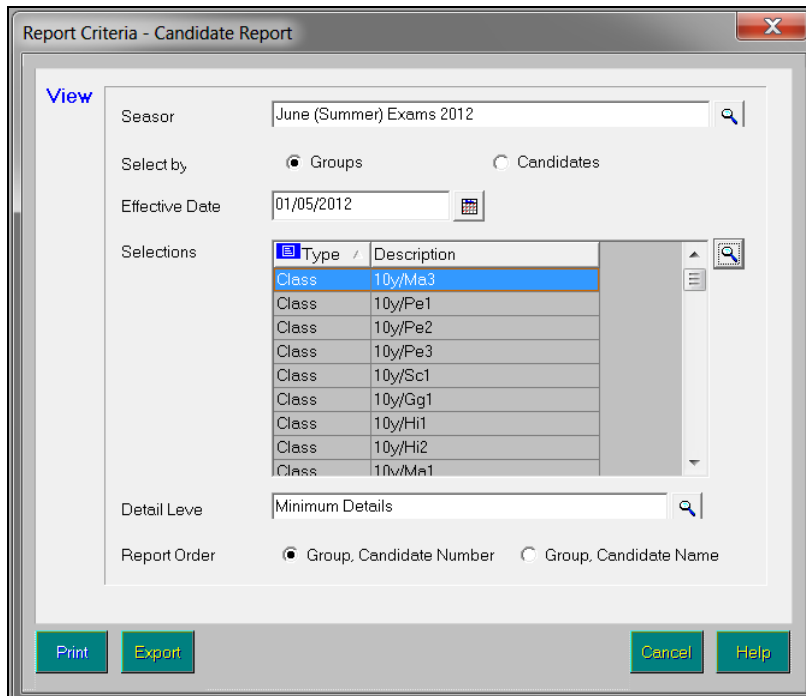 Report Criteria - Candidate Report
X
View
Seasor
June (Summer) Exams 2012
Select by
Groups
Candidates
Effective Date
01/05/2012
Selections
Type
Description
Class 10y/Ma3
Class 10y/Pe1
Class 10y/Pe2
Class 10y/Pe3
Class 10y/Sc1
Class 10y/Gg1
Class 10y/Hi1
Class 10y/Hi2
Class 10y/Ma1
Detail Leve
Minimum Details
Report Order
Group, Candidate Number
Group, Candidate Name
Print
Export
Cancel
Help